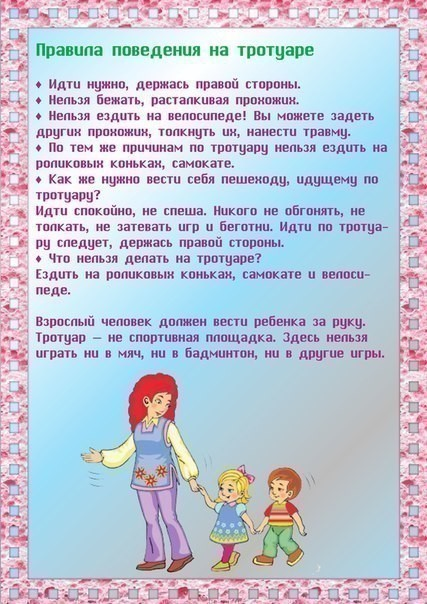 Правила поведения на тротуаре
♦ Идти нужно, держась правой стороны.
♦ Нельзя бежать, расталкивая прохожих.
♦ Нельзя ездить на велосипеде! Вы можете задеть
других прохожих, толкнуть их, нанести травму.
♦ По тем же причинам по тротуару нельзя ездить на
роликовых коньках, самокате.
♦ Как же нужно вести себя пешеходу, идущему по
тротуару?
Идти спокойно, не спеша. Никого не обгонять, не
толкать, не затевать игр и беготни. Идти по тротуа-
ру следует, держась правой стороны.
♦ Что нельзя делать на тротуаре?
Ездить на роликовых коньках, самокате и велоси-
педе.
Взрослый человек должен вести ребенка за руку.
Тротуар — не спортивная площадка. Здесь нельзя
играть ни в мяч, ни в бадминтон, ни в другие игры.